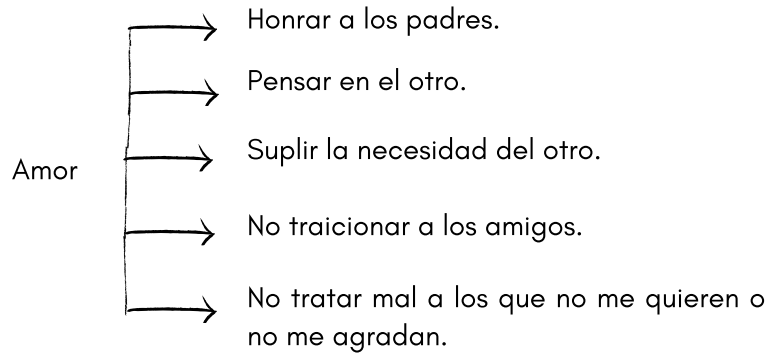 Honrar a los padres.
Pensar en el otro.
Suplir la necesidad del otro.
Amor
No traicionar a los amigos.
No tratar mal a los que no me quieren o
no me agradan.